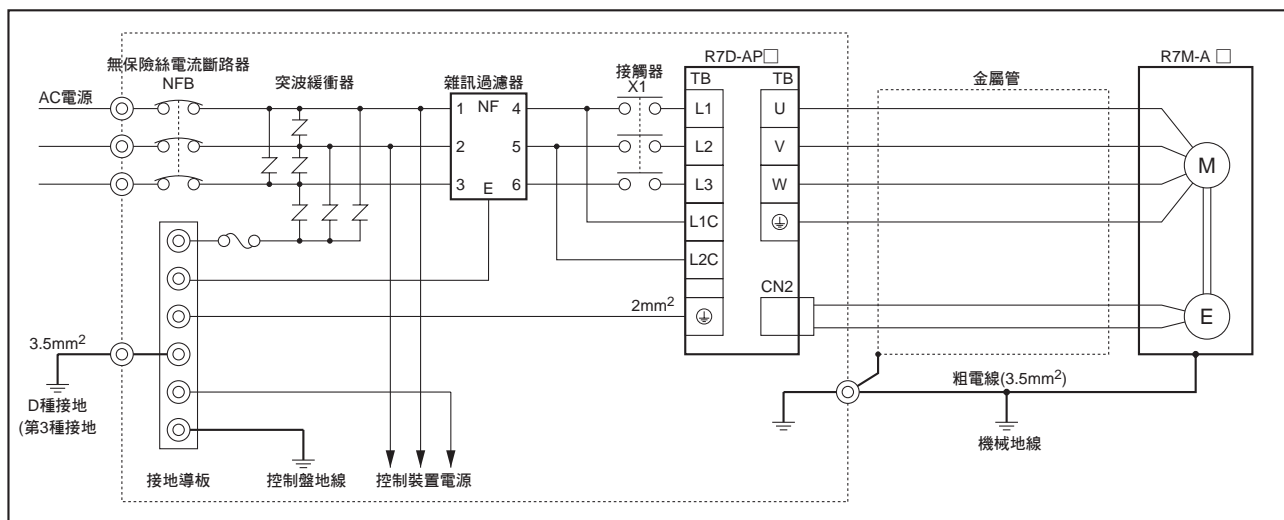 無保險絲電流斷路器
NFB
AC電源
突波緩衝器
雜訊過濾器
1 NF 4
2 5
3 E 6
接觸器
X1
R7D-AP□
TB TB
L1 U
L2 V
L3 W
L1C
L2C
CN2
金屬管
R7M-A □
M
E
2mm²
3.5mm²
D種接地
(第3種接地
接地導板
控制盤地線
控制裝置電源
粗電線(3.5mm²)
機械地線